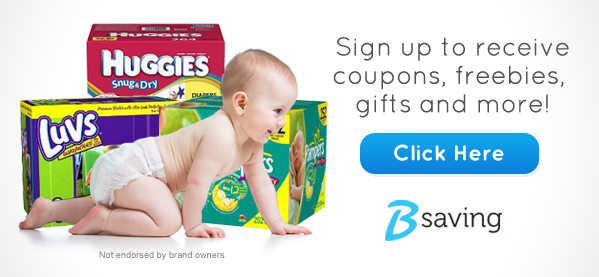 HUGGIES
Snug&Dry
DIAPERS
LUVS
Pampers
252
Not endorsed by brand owners
Sign up to receive
coupons, freebies,
gifts and more!
Click Here
B saving